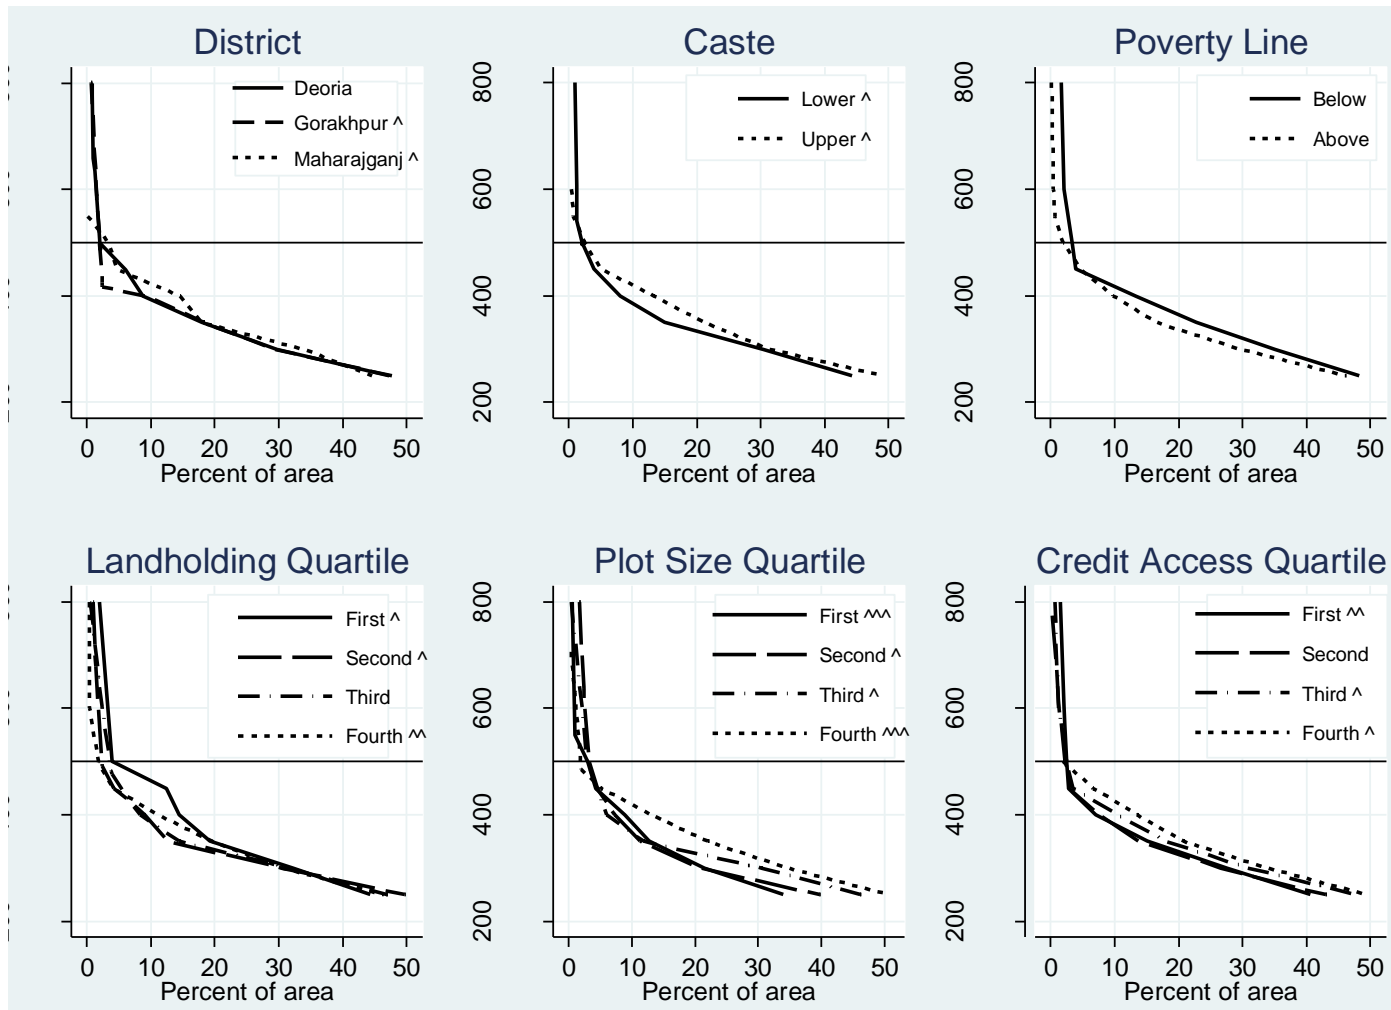 District
Deoria
Gorakhpur ^
Maharajganj ^
0 10 20 30 40 50
Percent of area
Caste
800
600
400
200
Lower ^
Upper ^
0 10 20 30 40 50
Percent of area
Poverty Line
800
600
400
200
Below
Above
0 10 20 30 40 50
Percent of area
Landholding Quartile
First ^
Second ^
Third
Fourth ^^
0 10 20 30 40 50
Percent of area
Plot Size Quartile
800
600
400
200
First ^^^
Second ^
Third ^
Fourth ^^^
0 10 20 30 40 50
Percent of area
Credit Access Quartile
800
600
400
200
First ^^
Second
Third ^
Fourth ^
0 10 20 30 40 50
Percent of area